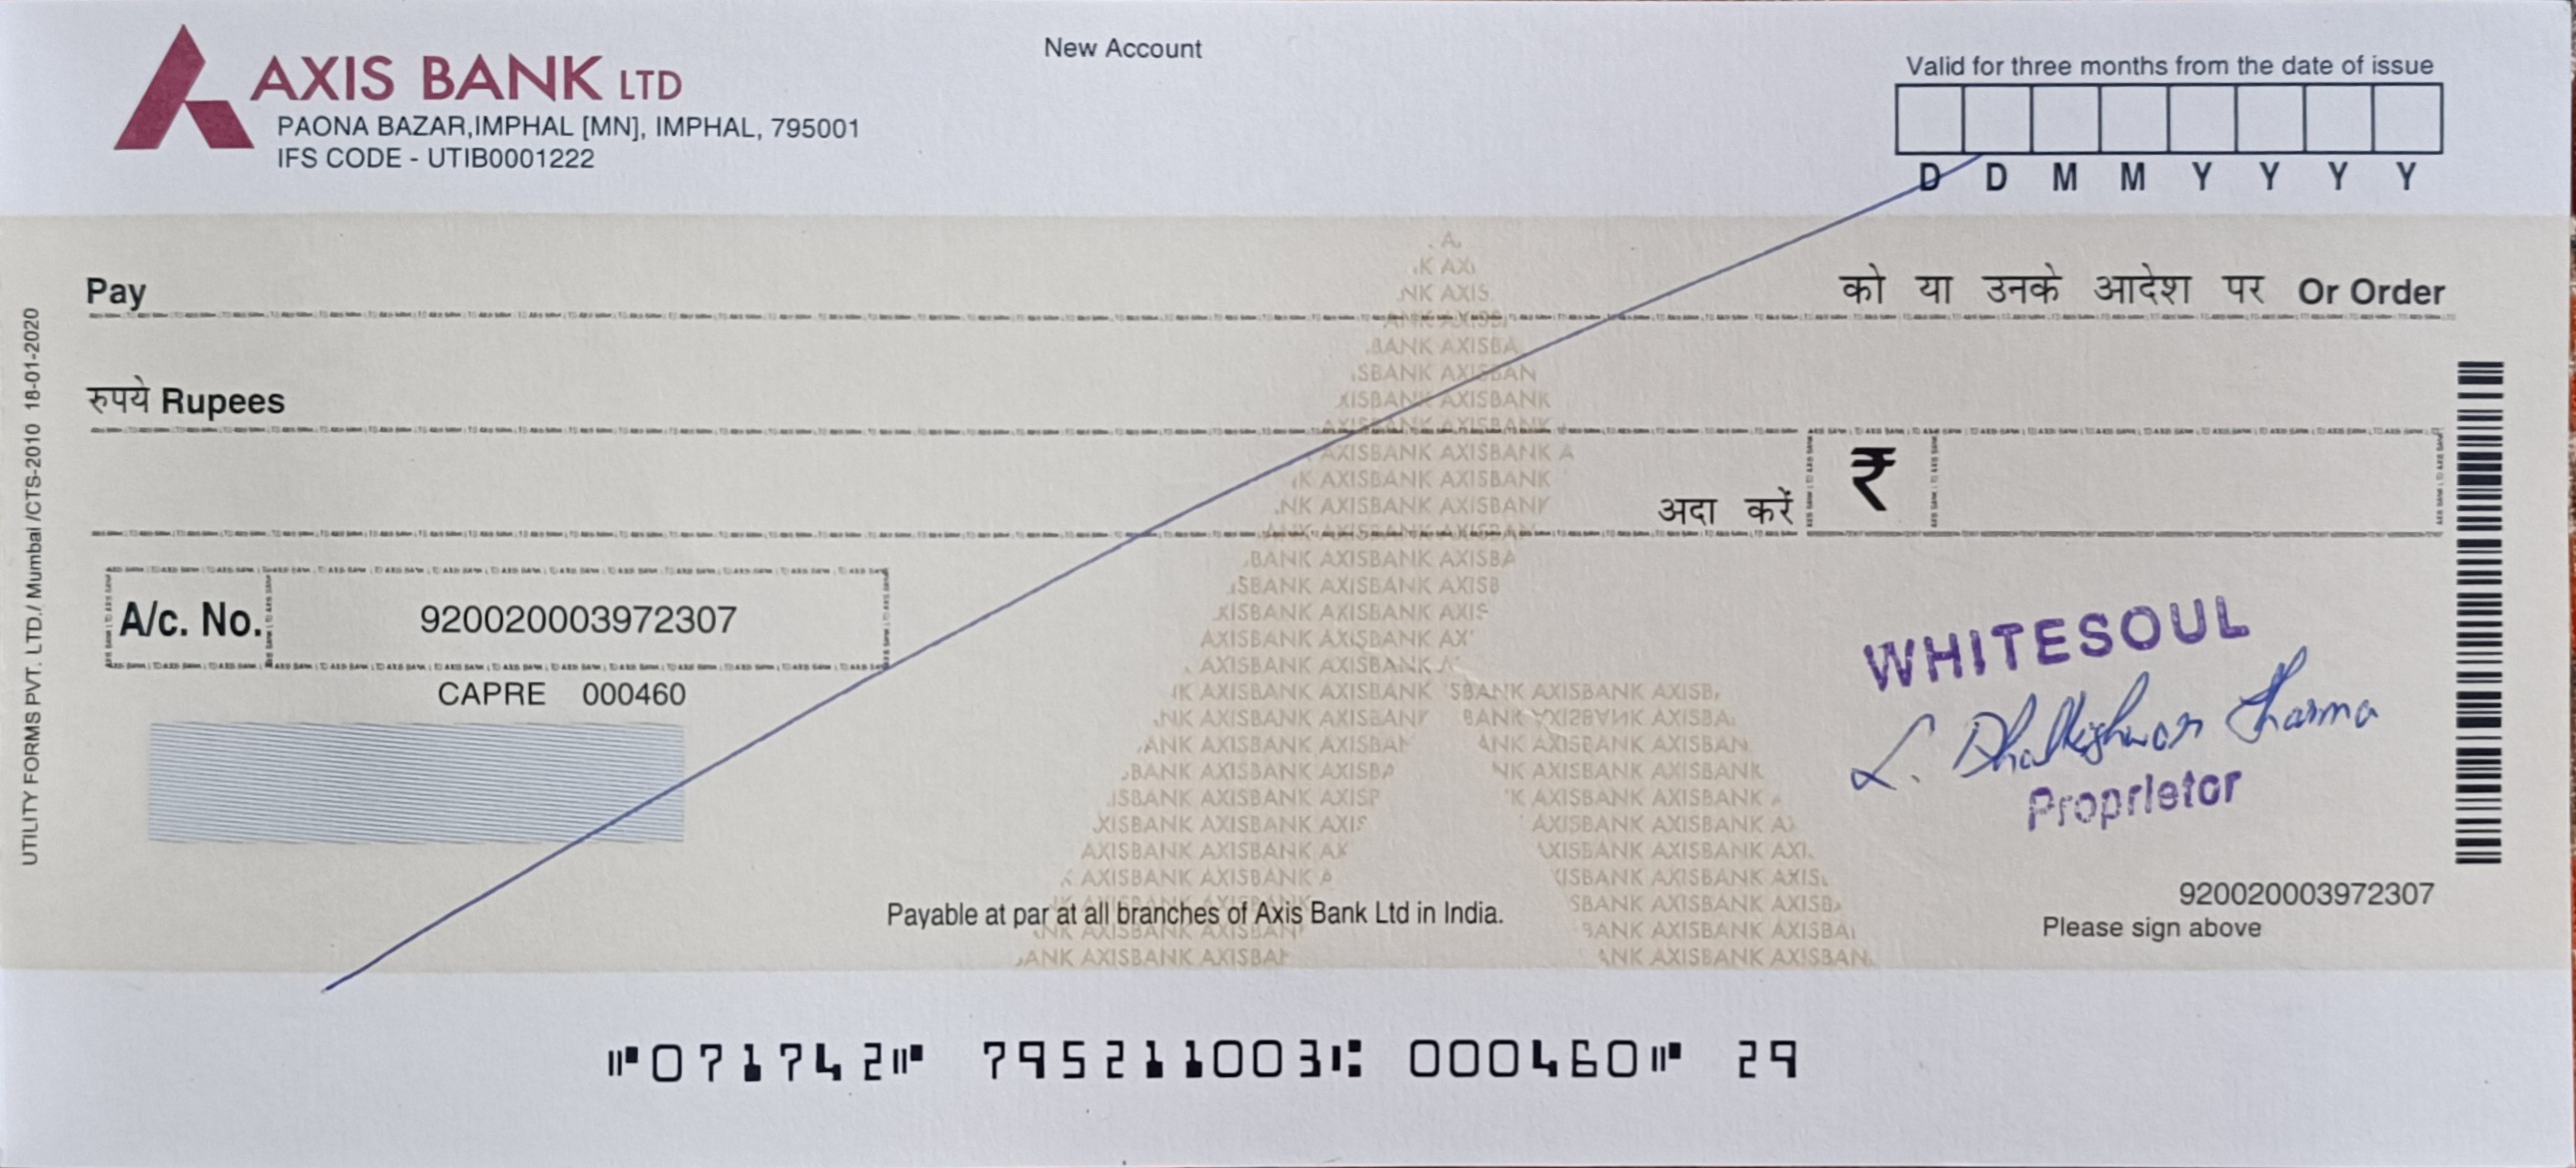 AXIS BANK LTD
PAONA BAZAR,IMPHAL [MN], IMPHAL, 795001
IFS CODE - UTIB0001222
New Account
Valid for three months from the date of issue
D D M M Y Y Y Y
Pay
को या उनके आदेश पर Or Order
रुपये Rupees
अदा करें ₹
A/c. No. 920020003972307
CAPRE 000460
WHITESOUL
L. Sharma
Proprietor
920020003972307
Please sign above
Payable at par at all branches of Axis Bank Ltd in India.
UTILITY FORMS PVT. LTD./ Mumbai /CTS-2010 18-01-2020
⑈071742⑈ 795211003⑆ 000460⑈ 29